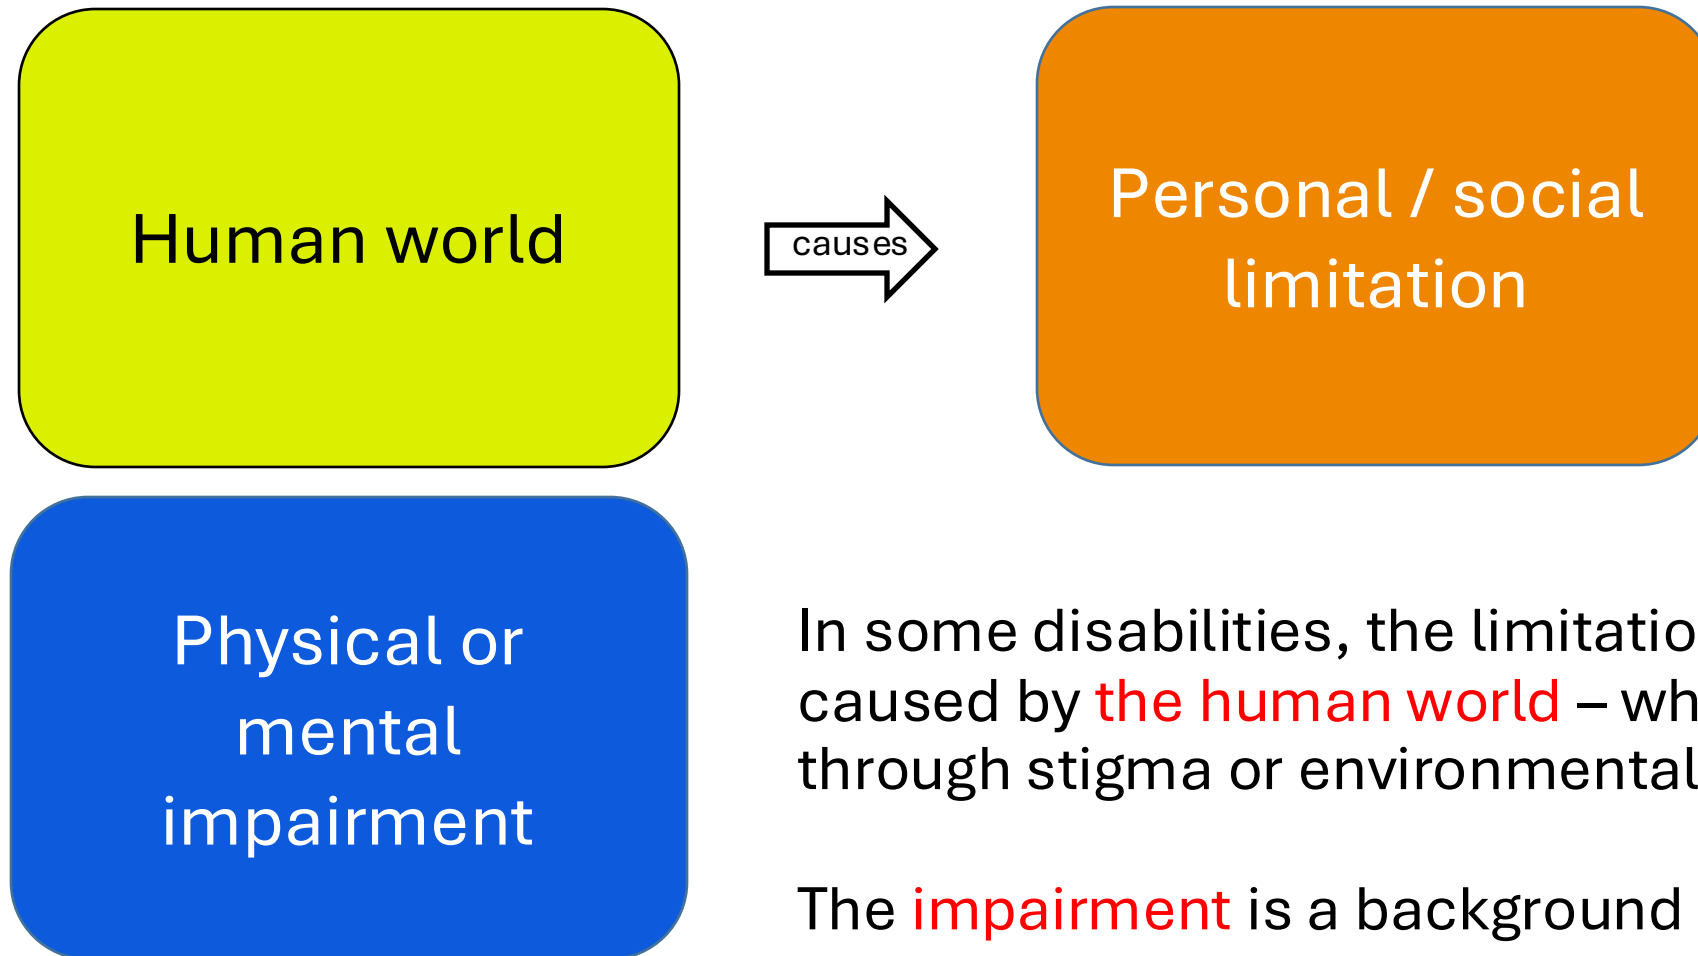 Human world
causes
Personal / social
limitation
Physical or
mental
impairment
In some disabilities, the limitatio
caused by the human world – wh
through stigma or environmental
The impairment is a background